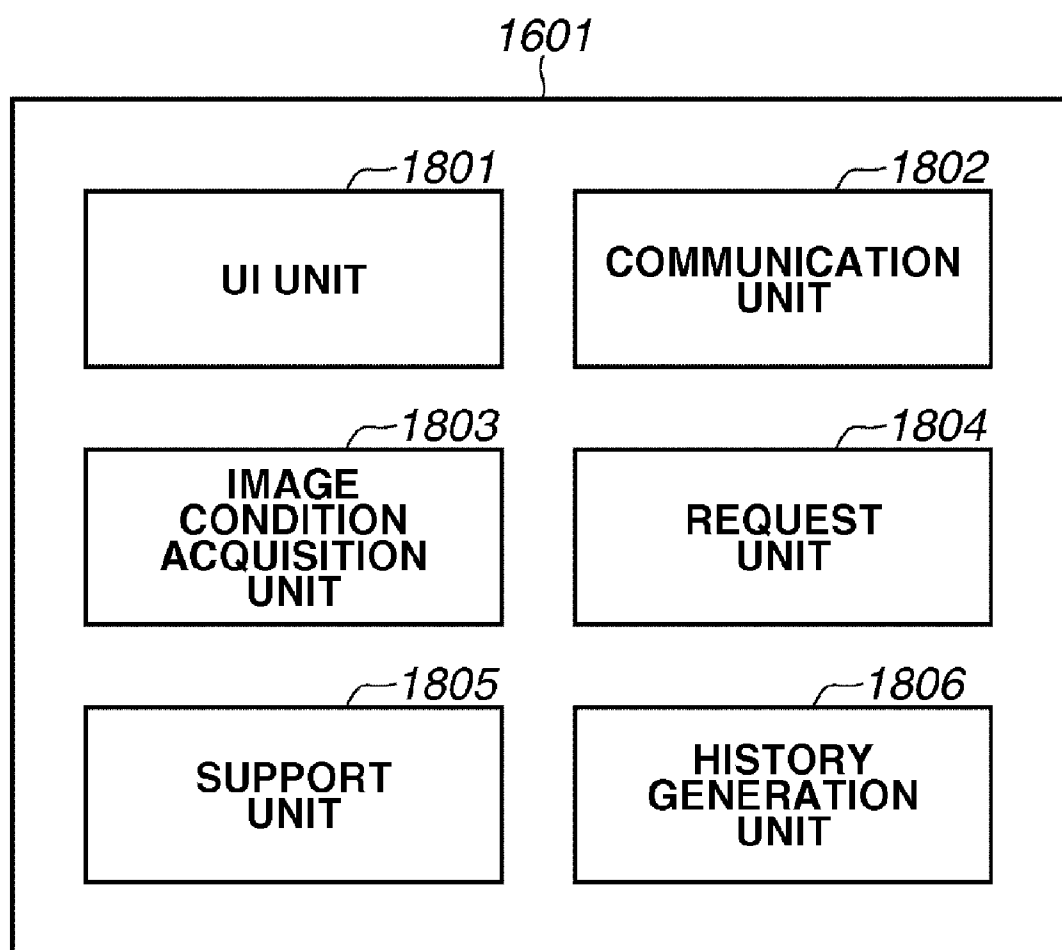 1601
1801
UI UNIT
1802
COMMUNICATION
UNIT
1803
IMAGE
CONDITION
ACQUISITION
UNIT
1804
REQUEST
UNIT
1805
SUPPORT
UNIT
1806
HISTORY
GENERATION
UNIT